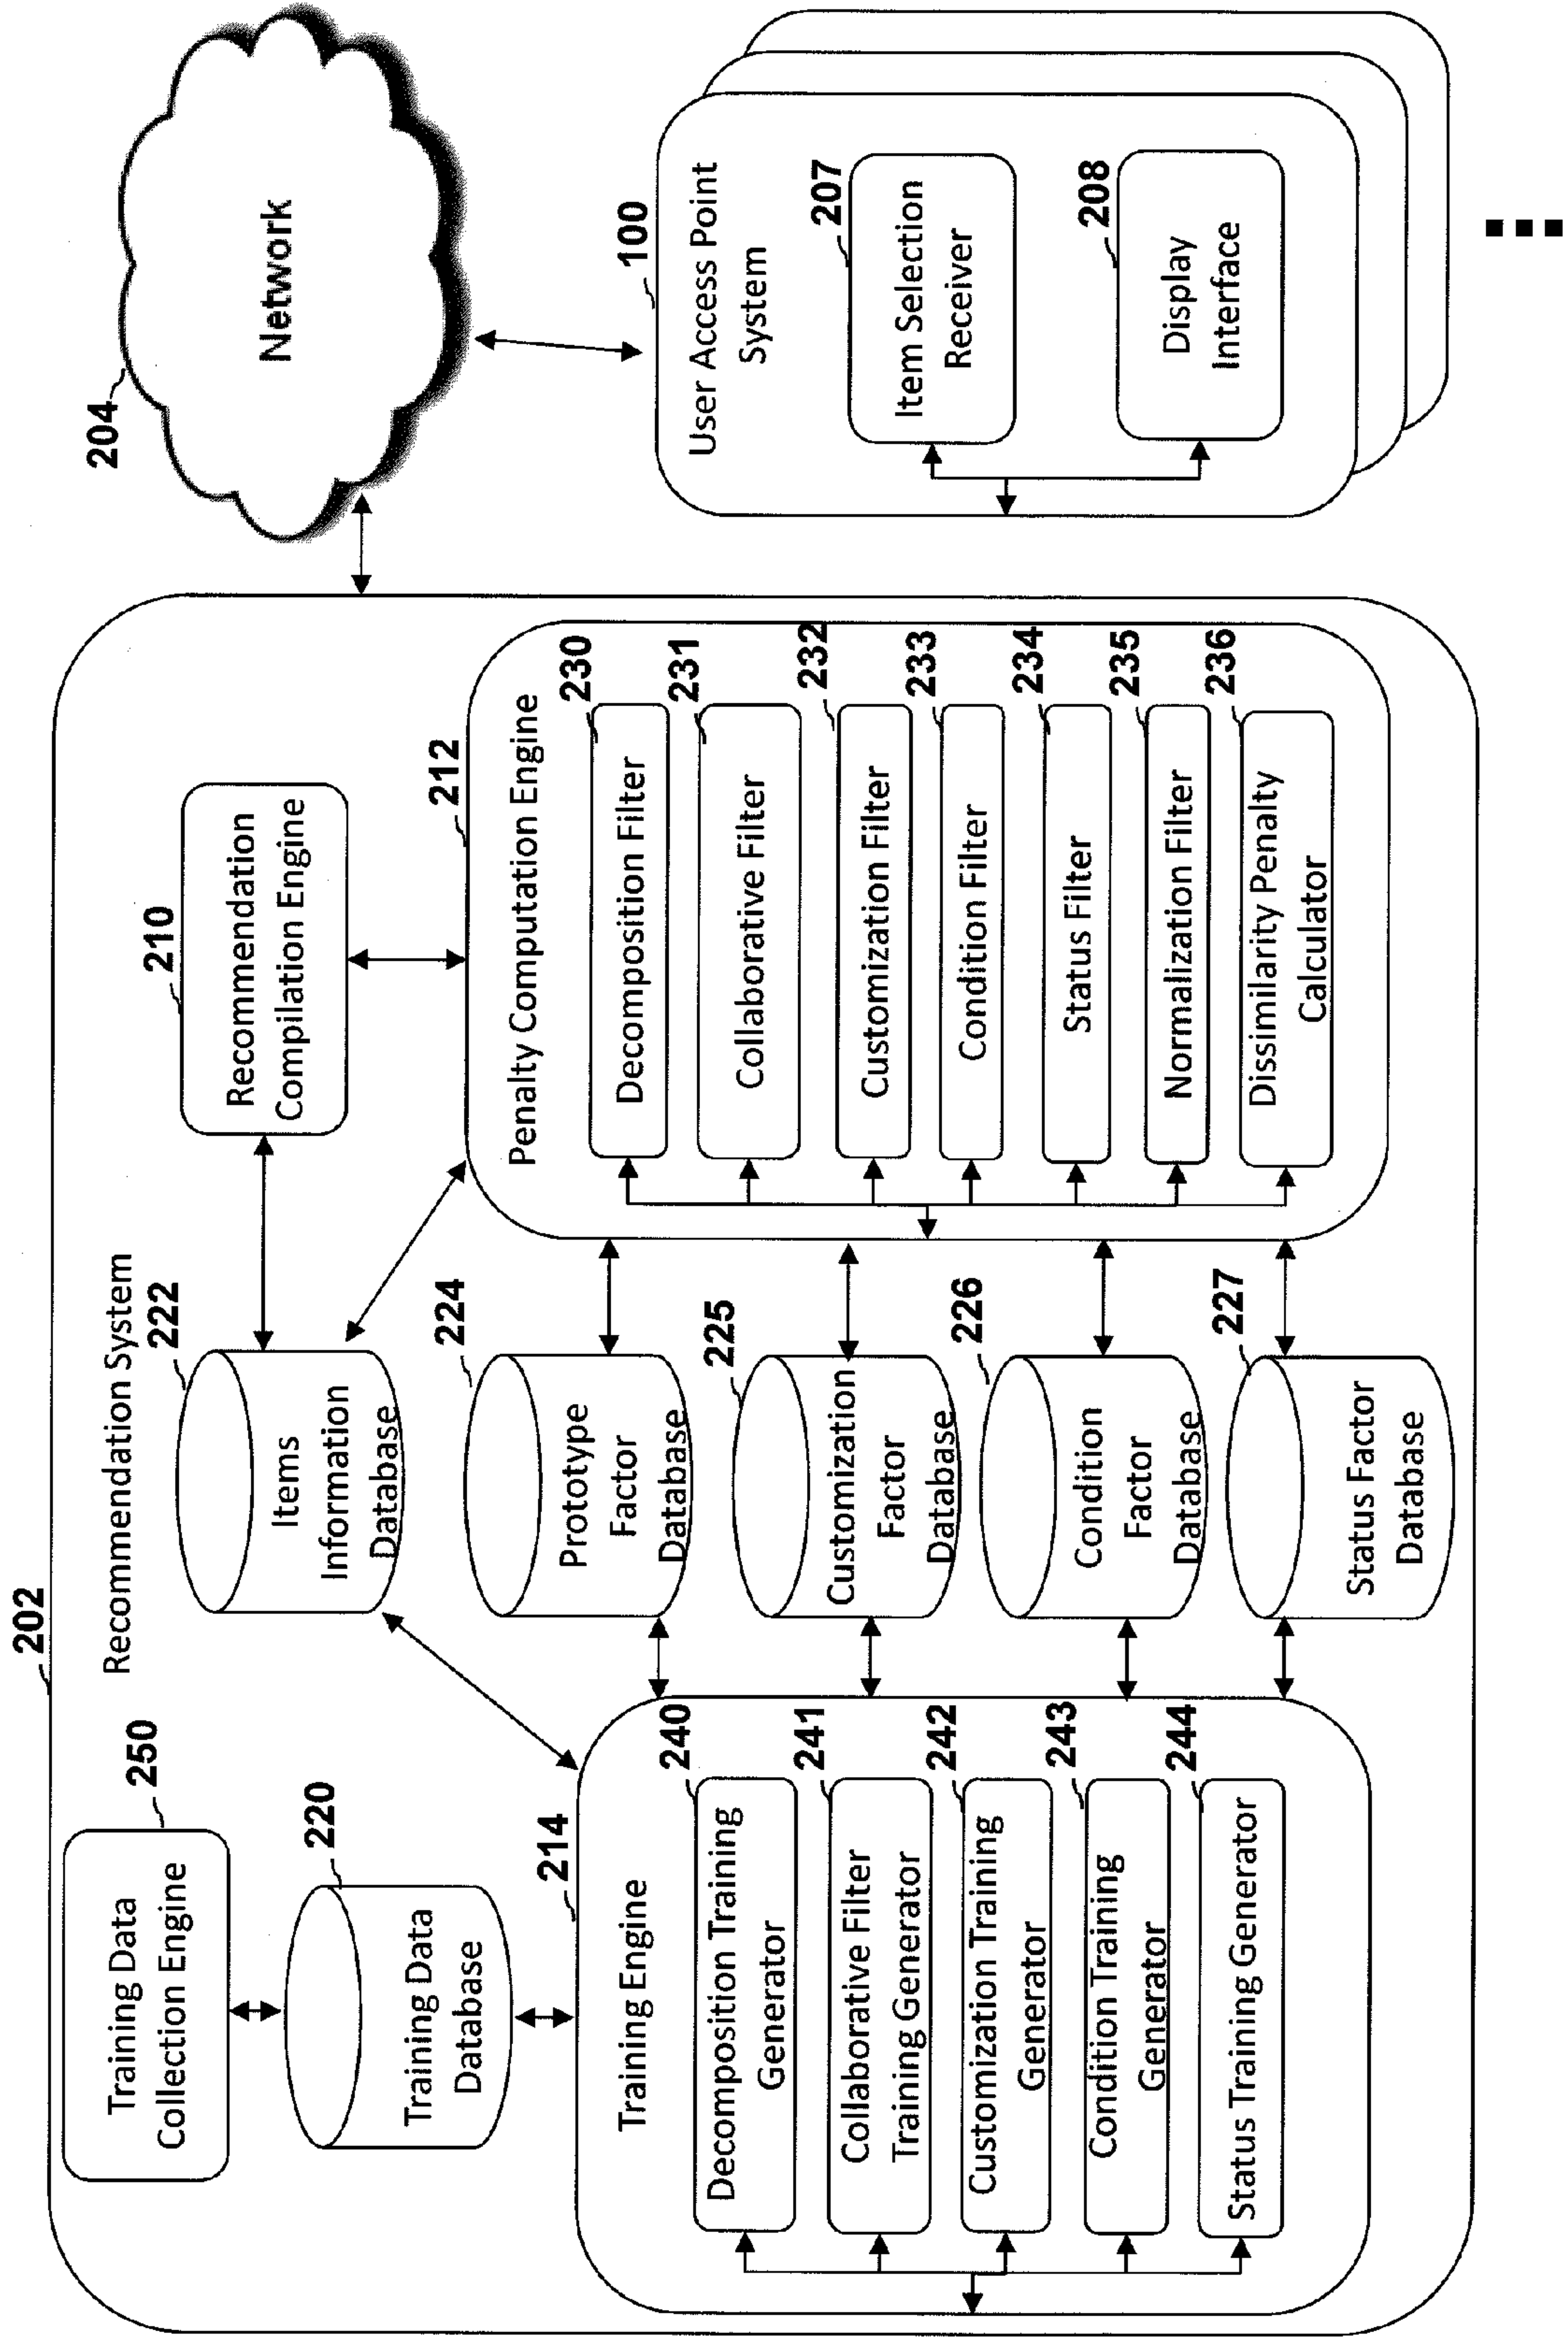 202
Recommendation System
250
Training Data
Collection Engine
220
Training Data
Database
214
Training Engine
240
Decomposition Training
Generator
241
Collaborative Filter
Training Generator
242
Customization Training
Generator
243
Condition Training
Generator
244
Status Training Generator
222
Items
Information
Database
224
Prototype
Factor
Database
225
Customization
Factor
Database
226
Condition
Factor
Database
227
Status Factor
Database
210
Recommendation
Compilation Engine
212
Penalty Computation Engine
230
Decomposition Filter
231
Collaborative Filter
232
Customization Filter
233
Condition Filter
234
Status Filter
235
Normalization Filter
236
Dissimilarity Penalty
Calculator
204
Network
100
User Access Point
System
207
Item Selection
Receiver
208
Display
Interface